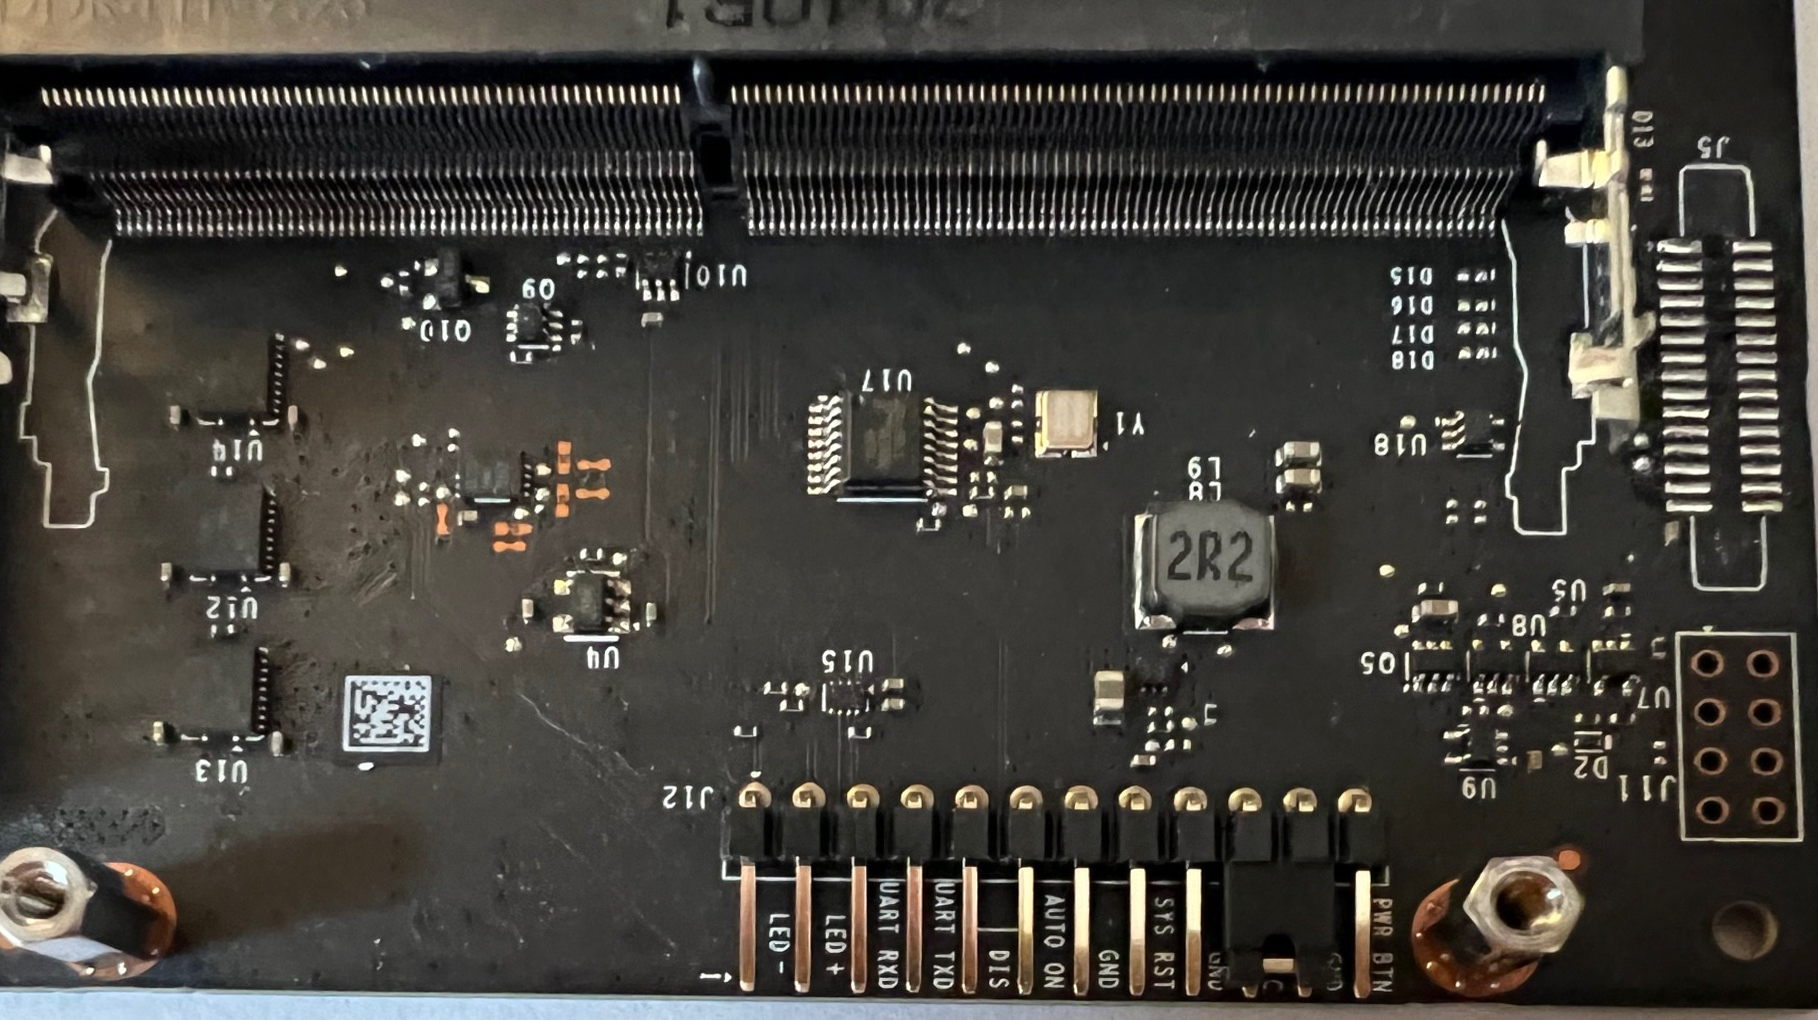 D13
J5
U10
Q9
Q10
D15
D16
D17
D18
U17
Y1
U18
U14
L9
L8
2R2
U12
U5
U8
U4
U15
Q5
U7
U13
D2
U9
J11
J12
LED -
LED +
UART RXD
UART TXD
DIS
AUTO ON
GND
SYS RST
GND
PWR BTN